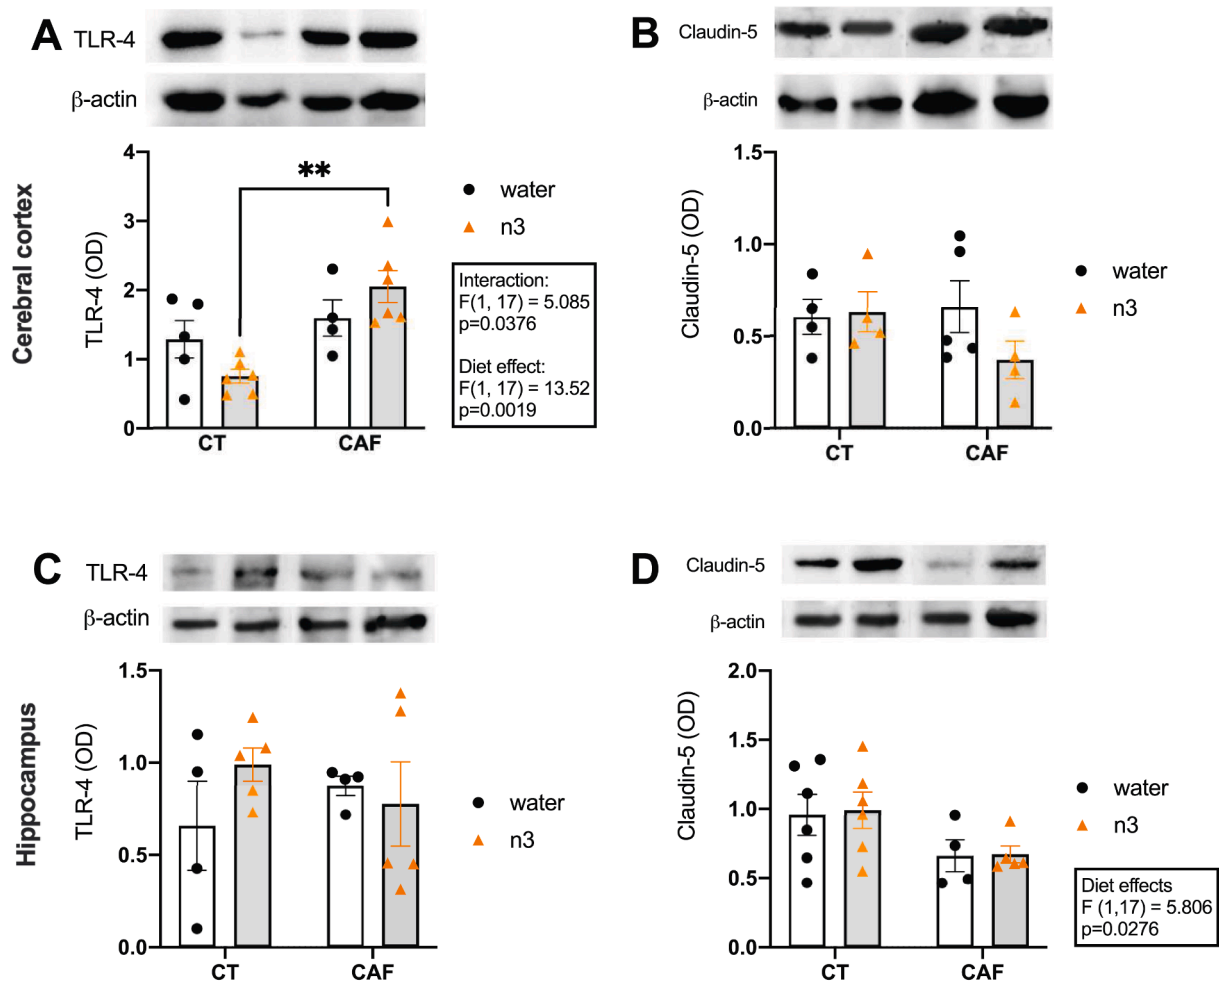 A
TLR-4
β-actin
Cerebral cortex
TLR-4 (OD)
4
3
2
1
0
**
CT
CAF
water
n3
Interaction:
F(1, 17) = 5.085
p=0.0376
Diet effect:
F(1, 17) = 13.52
p=0.0019
B
Claudin-5
β-actin
Claudin-5 (OD)
1.5
1.0
0.5
0.0
CT
CAF
water
n3
C
TLR-4
β-actin
Hippocampus
TLR-4 (OD)
1.5
1.0
0.5
0.0
CT
CAF
water
n3
D
Claudin-5
β-actin
Claudin-5 (OD)
2.0
1.5
1.0
0.5
0.0
CT
CAF
water
n3
Diet effects
F (1,17) = 5.806
p=0.0276